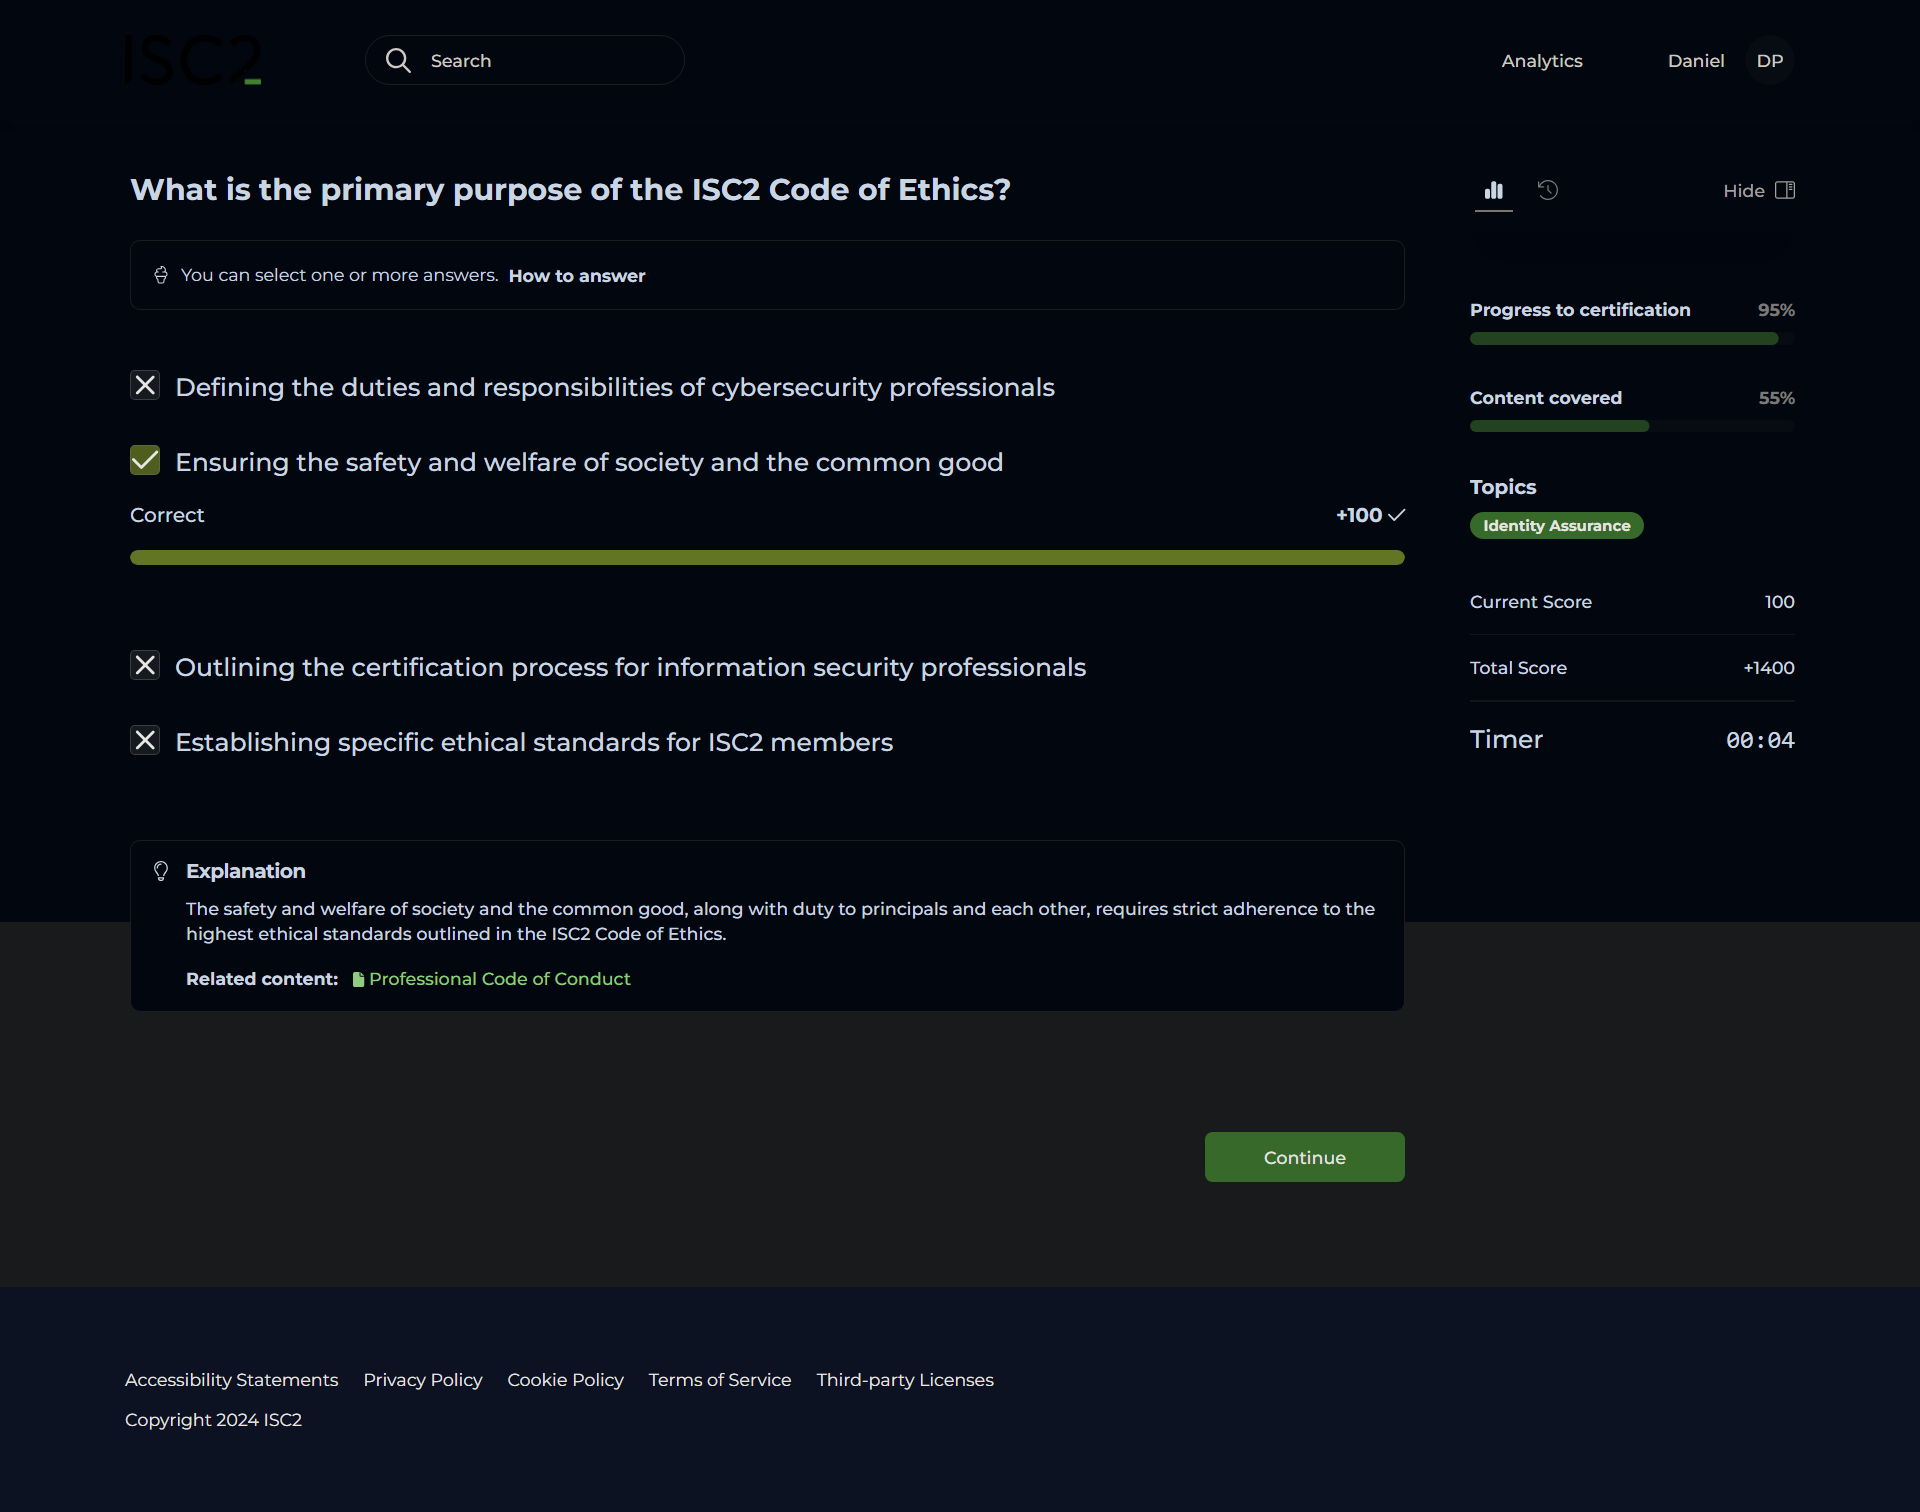 ISC2
Search
Analytics
Daniel
DP
What is the primary purpose of the ISC2 Code of Ethics?
Hide
You can select one or more answers. How to answer
Progress to certification 95%
Content covered 55%
Topics
Identity Assurance
Current Score 100
Total Score +1400
Timer 00:04
Defining the duties and responsibilities of cybersecurity professionals
Ensuring the safety and welfare of society and the common good
Correct +100
Outlining the certification process for information security professionals
Establishing specific ethical standards for ISC2 members
Explanation
The safety and welfare of society and the common good, along with duty to principals and each other, requires strict adherence to the
highest ethical standards outlined in the ISC2 Code of Ethics.
Related content: Professional Code of Conduct
Continue
Accessibility Statements Privacy Policy Cookie Policy Terms of Service Third-party Licenses
Copyright 2024 ISC2